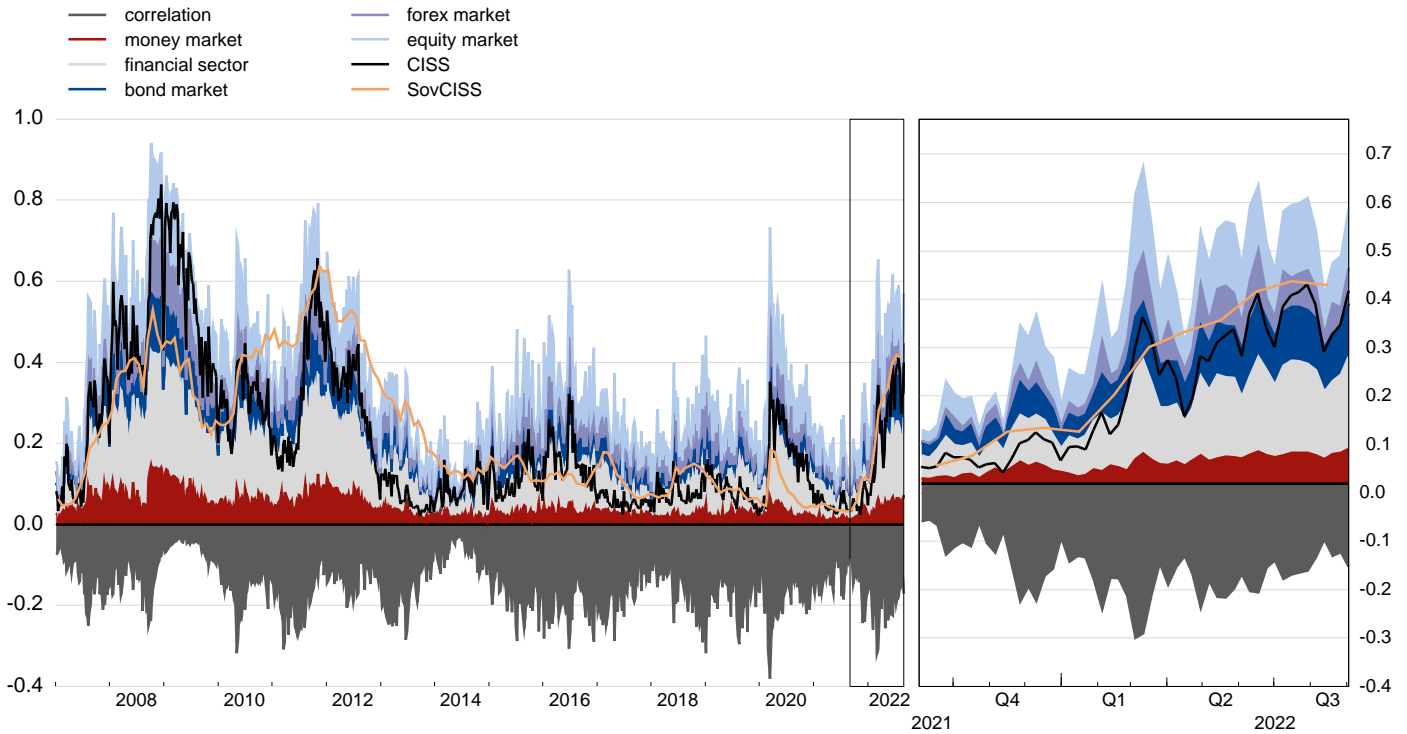 correlation
money market
financial sector
bond market
forex market
equity market
CISS
SovCISS
1.0
0.8
0.6
0.4
0.2
0.0
-0.2
-0.4
2008 2010 2012 2014 2016 2018 2020 2022
0.7
0.6
0.5
0.4
0.3
0.2
0.1
0.0
-0.1
-0.2
-0.3
-0.4
Q4 Q1 Q2 Q3
2021 2022